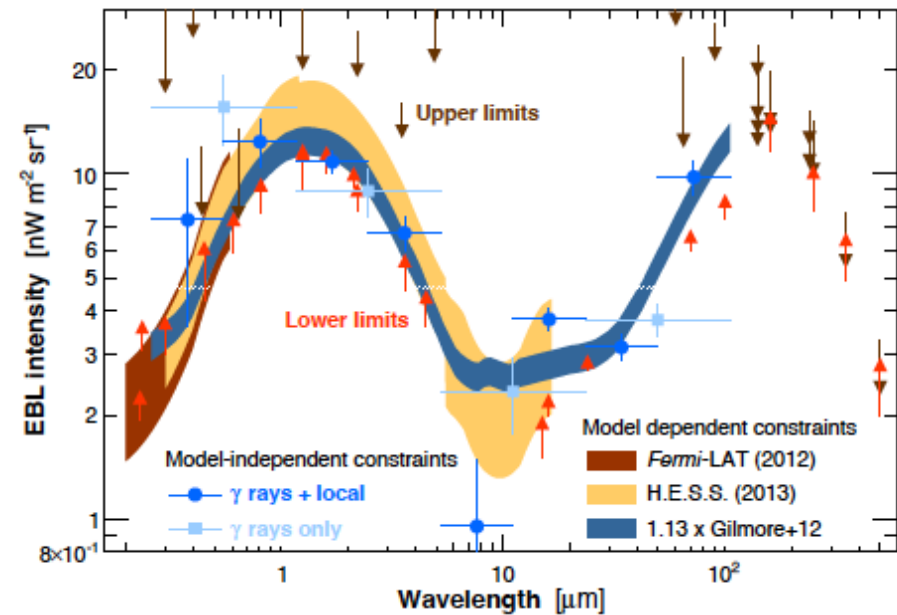 EBL intensity [nW m² sr⁻¹]
20
10
7
6
5
4
3
2
1
8×10⁻¹
Upper limits
Lower limits
Model-independent constraints
γ rays + local
γ rays only
Model dependent constraints
Fermi-LAT (2012)
H.E.S.S. (2013)
1.13 x Gilmore+12
1
10
10²
Wavelength [μm]